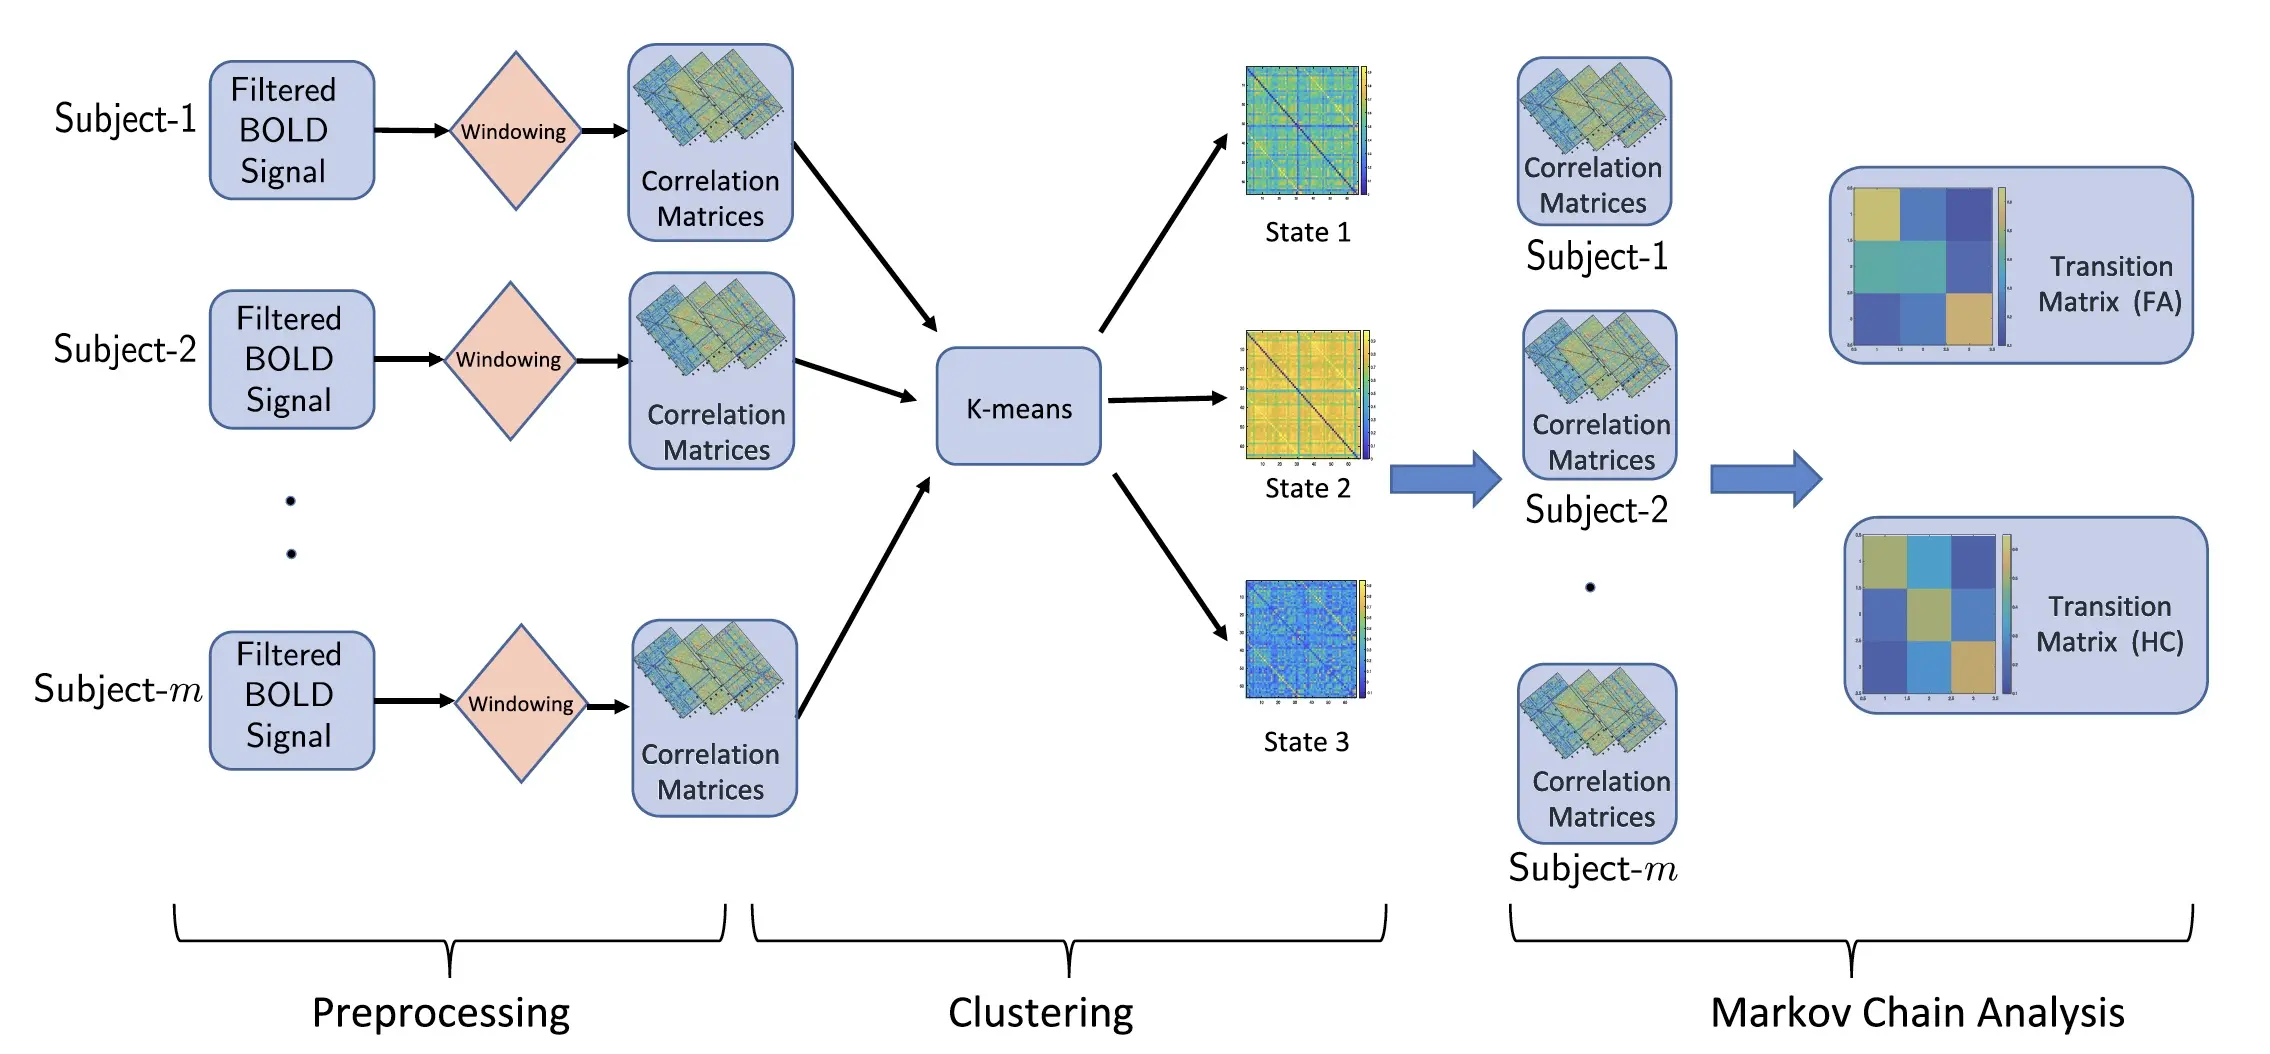 Subject-1
Filtered
BOLD
Signal
Windowing
Correlation
Matrices
Subject-2
Filtered
BOLD
Signal
Windowing
Correlation
Matrices
Subject-m
Filtered
BOLD
Signal
Windowing
Correlation
Matrices
K-means
State 1
State 2
State 3
Correlation
Matrices
Subject-1
Correlation
Matrices
Subject-2
Correlation
Matrices
Subject-m
Transition
Matrix (FA)
Transition
Matrix (HC)
Preprocessing
Clustering
Markov Chain Analysis